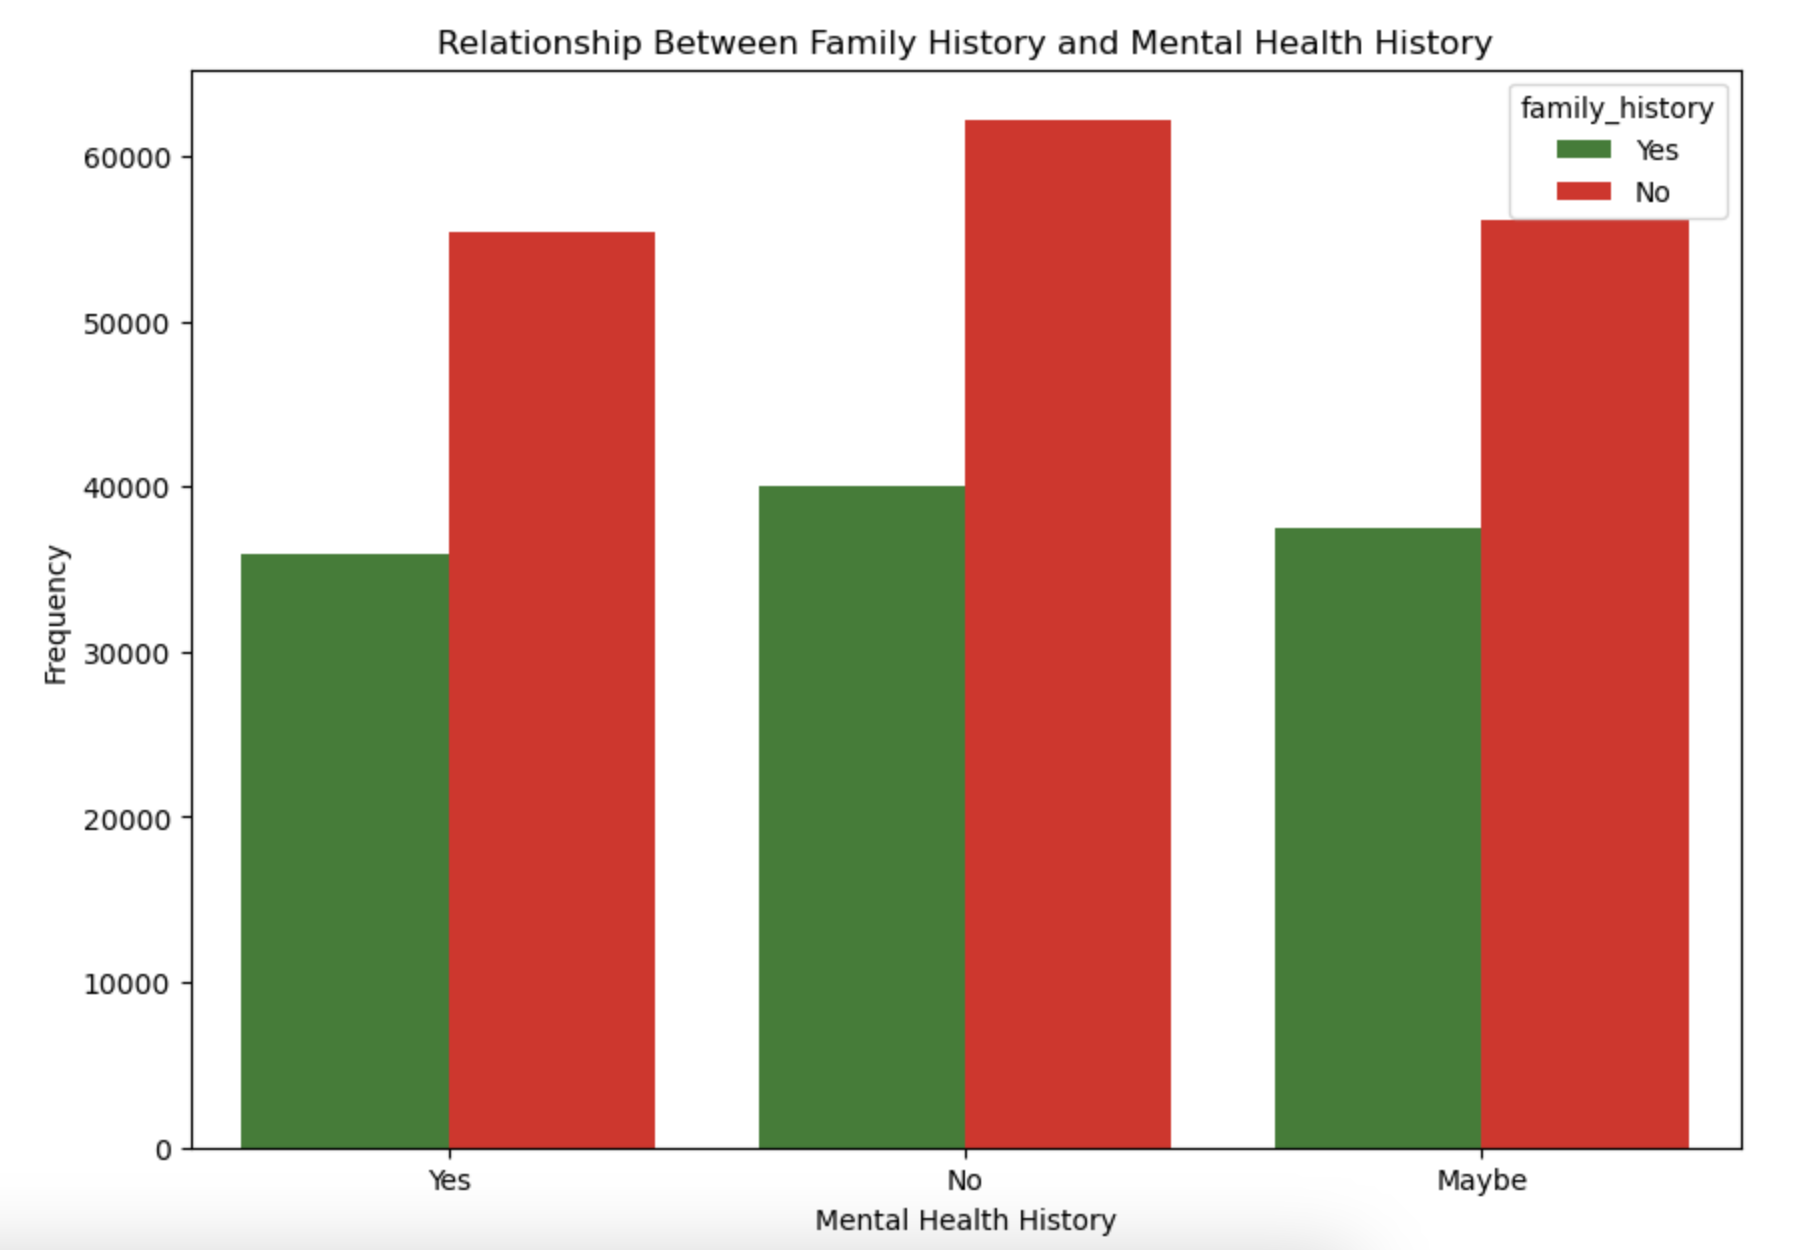 Relationship Between Family History and Mental Health History
family_history
Yes
No
60000
50000
40000
30000
20000
10000
0
Frequency
Yes No Maybe
Mental Health History